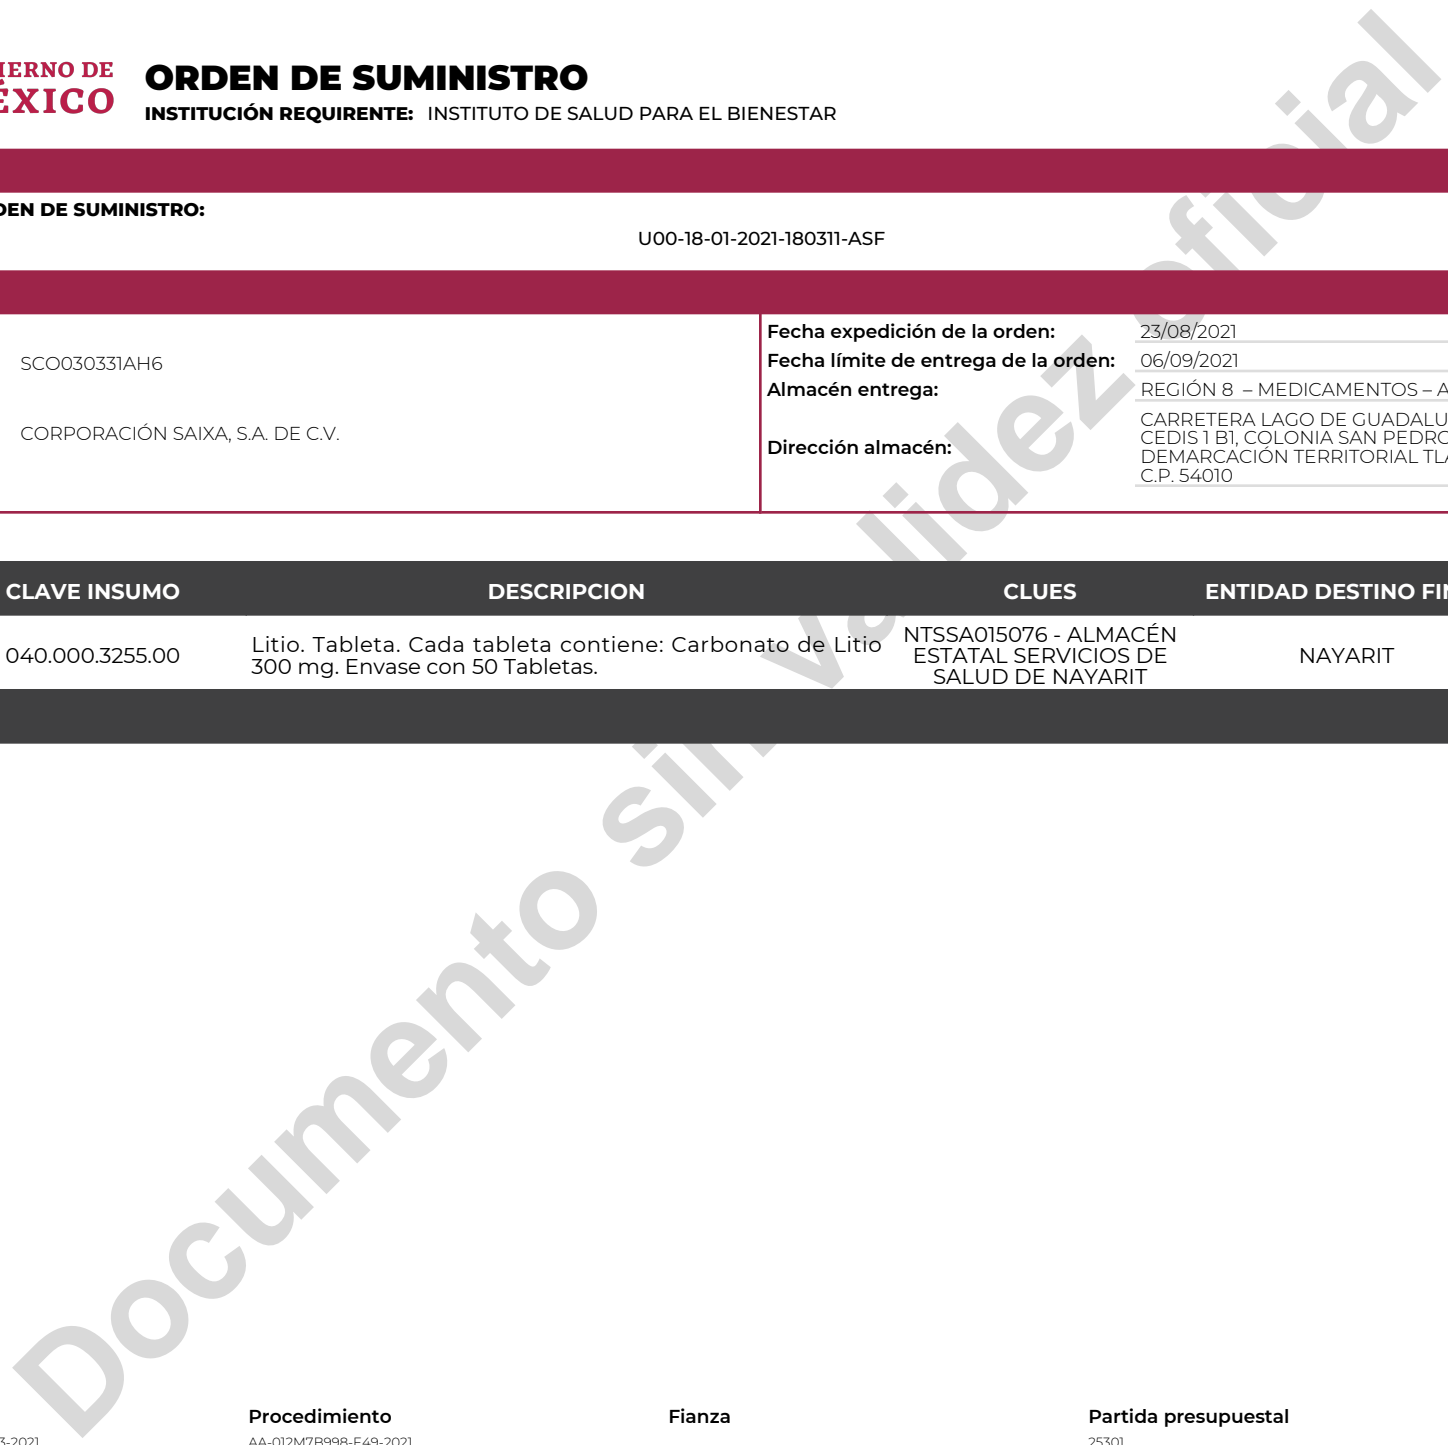 IERNO DE
ÉXICO
ORDEN DE SUMINISTRO
INSTITUCIÓN REQUIRENTE: INSTITUTO DE SALUD PARA EL BIENESTAR
DEN DE SUMINISTRO:
U00-18-01-2021-180311-ASF
SCO030331AH6
CORPORACIÓN SAIXA, S.A. DE C.V.
Fecha expedición de la orden: 23/08/2021
Fecha límite de entrega de la orden: 06/09/2021
Almacén entrega: REGIÓN 8 – MEDICAMENTOS – A
Dirección almacén:
CARRETERA LAGO DE GUADALU
CEDIS 1 B1, COLONIA SAN PEDRO
DEMARCACIÓN TERRITORIAL TLA
C.P. 54010
CLAVE INSUMO DESCRIPCION CLUES ENTIDAD DESTINO FIN
040.000.3255.00
Litio. Tableta. Cada tableta contiene: Carbonato de Litio
300 mg. Envase con 50 Tabletas.
NTSSA015076 - ALMACÉN
ESTATAL SERVICIOS DE
SALUD DE NAYARIT
NAYARIT
Documento sin validez oficial
Procedimiento Fianza Partida presupuestal
3-2021 AA-012M7B998-E49-2021 25301